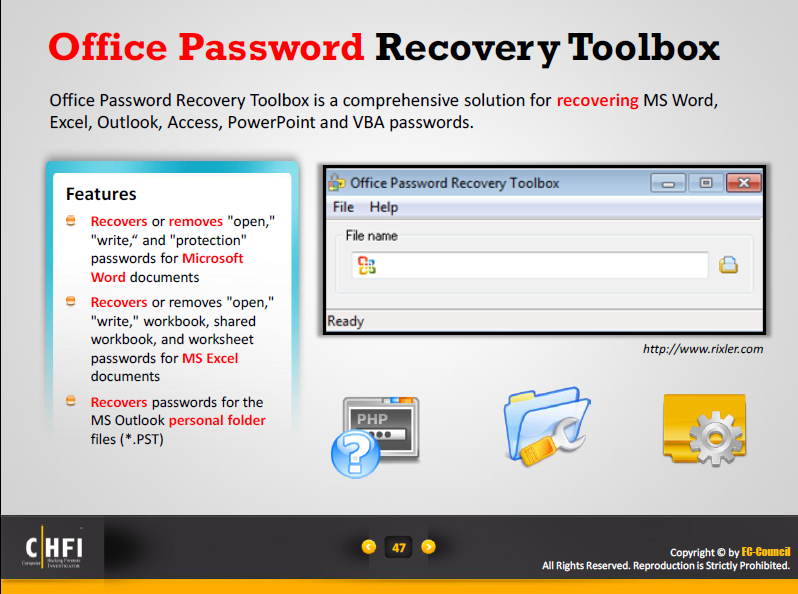 Office Password Recovery Toolbox
Office Password Recovery Toolbox is a comprehensive solution for recovering MS Word,
Excel, Outlook, Access, PowerPoint and VBA passwords.
Features
Recovers or removes "open,"
"write,“ and "protection"
passwords for Microsoft
Word documents
Recovers or removes "open,"
"write," workbook, shared
workbook, and worksheet
passwords for MS Excel
documents
Recovers passwords for the
MS Outlook personal folder
files (*.PST)
Office Password Recovery Toolbox
File Help
File name
Ready
http://www.rixler.com
PHP
?
CHFI
Computer Hacking Forensic
INVESTIGATOR
47
Copyright © by EC-Council
All Rights Reserved. Reproduction is Strictly Prohibited.